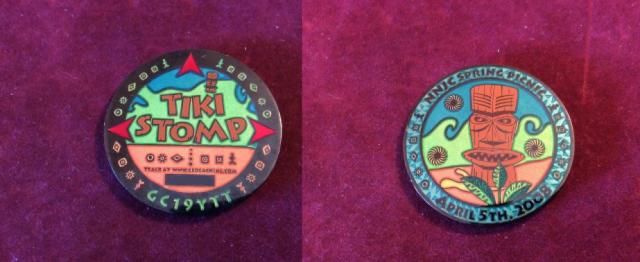 TIKI
STOMP
TRACK AT WWW.GEOCACHING.COM
GC19YTT
NNJC SPRING PICNIC
APRIL 5TH, 2008